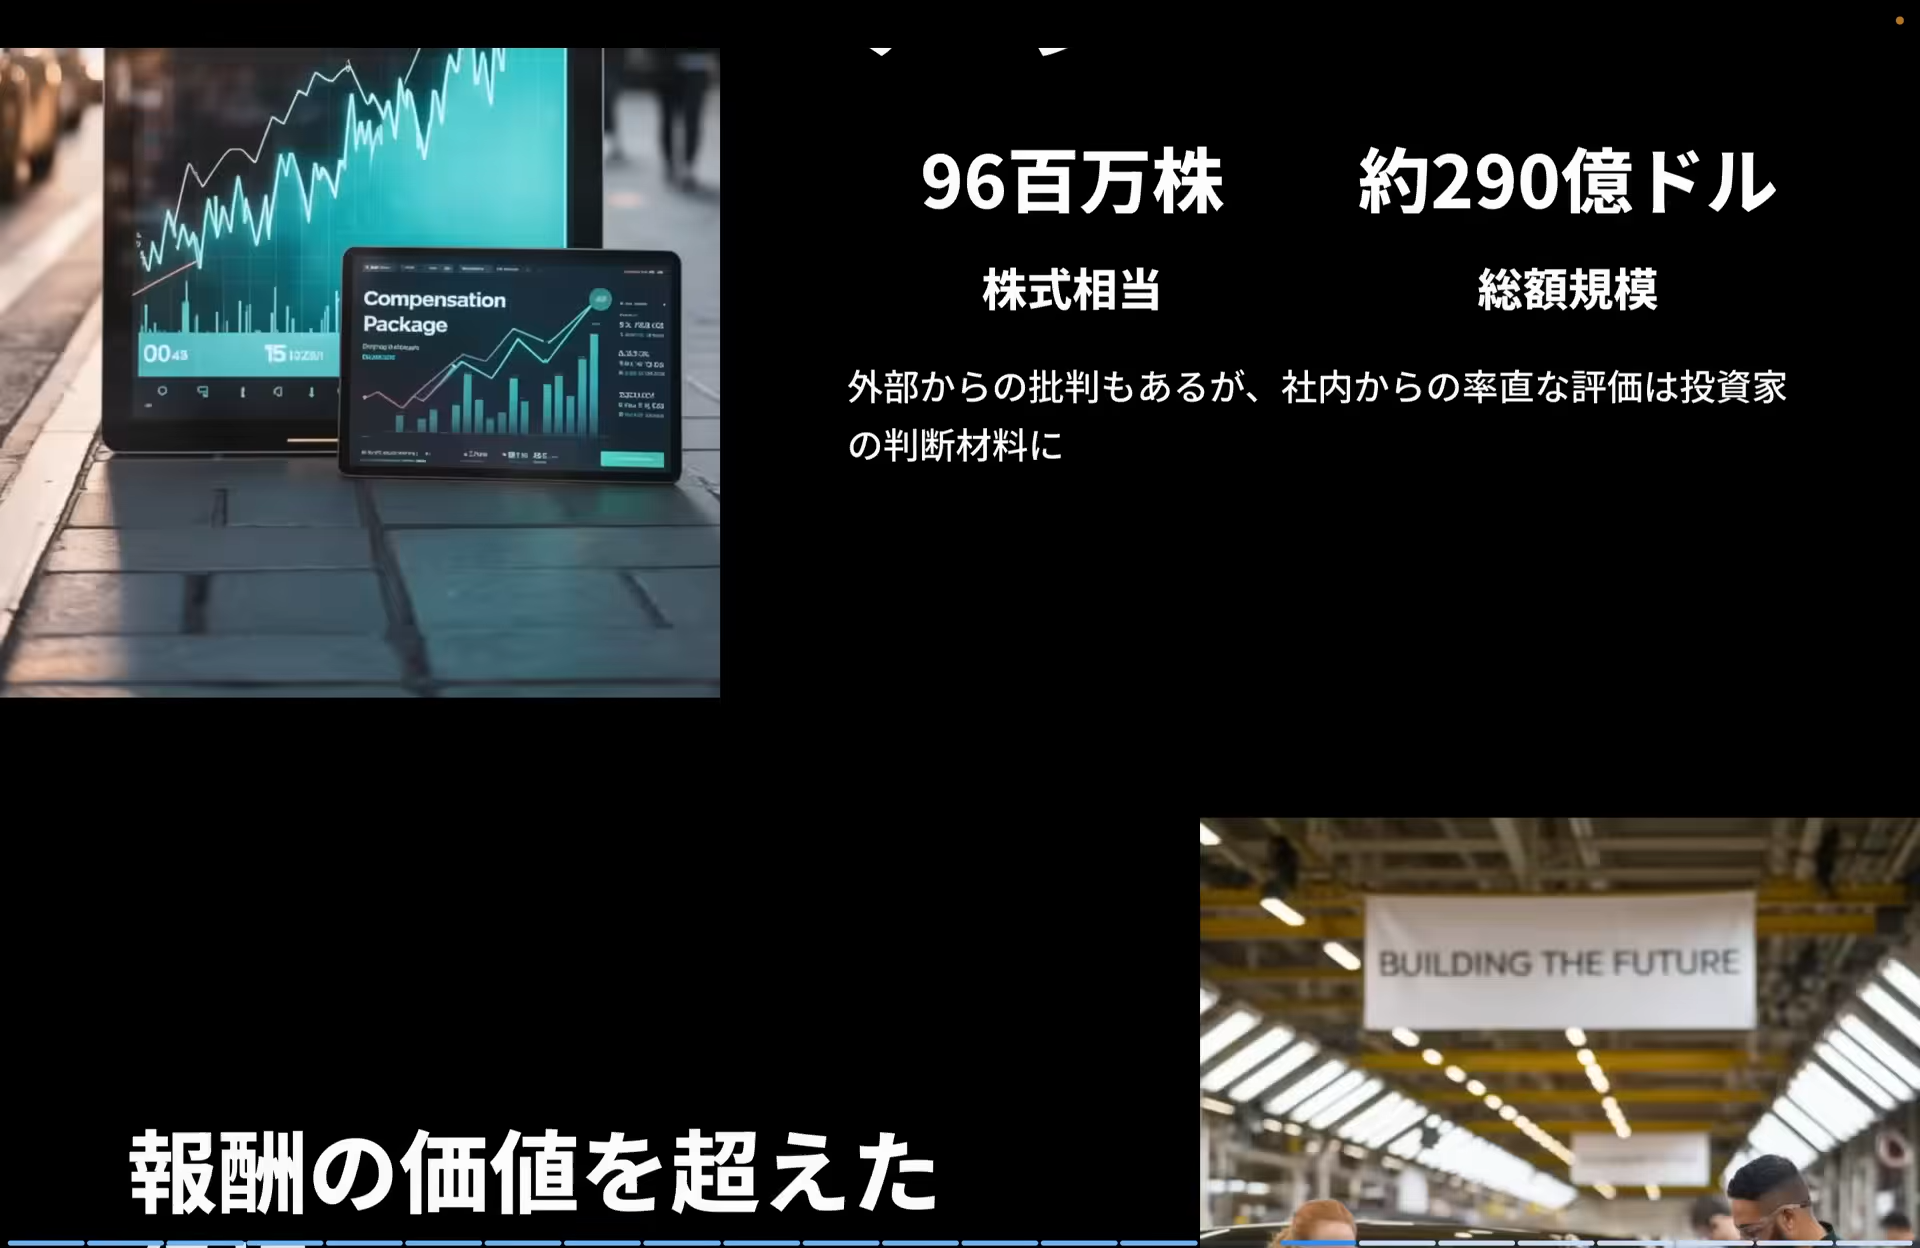 96百万株
約290億ドル
株式相当
総額規模
外部からの批判もあるが、社内からの率直な評価は投資家
の判断材料に
Compensation
Package
0043
15
BUILDING THE FUTURE
報酬の価値を超えた